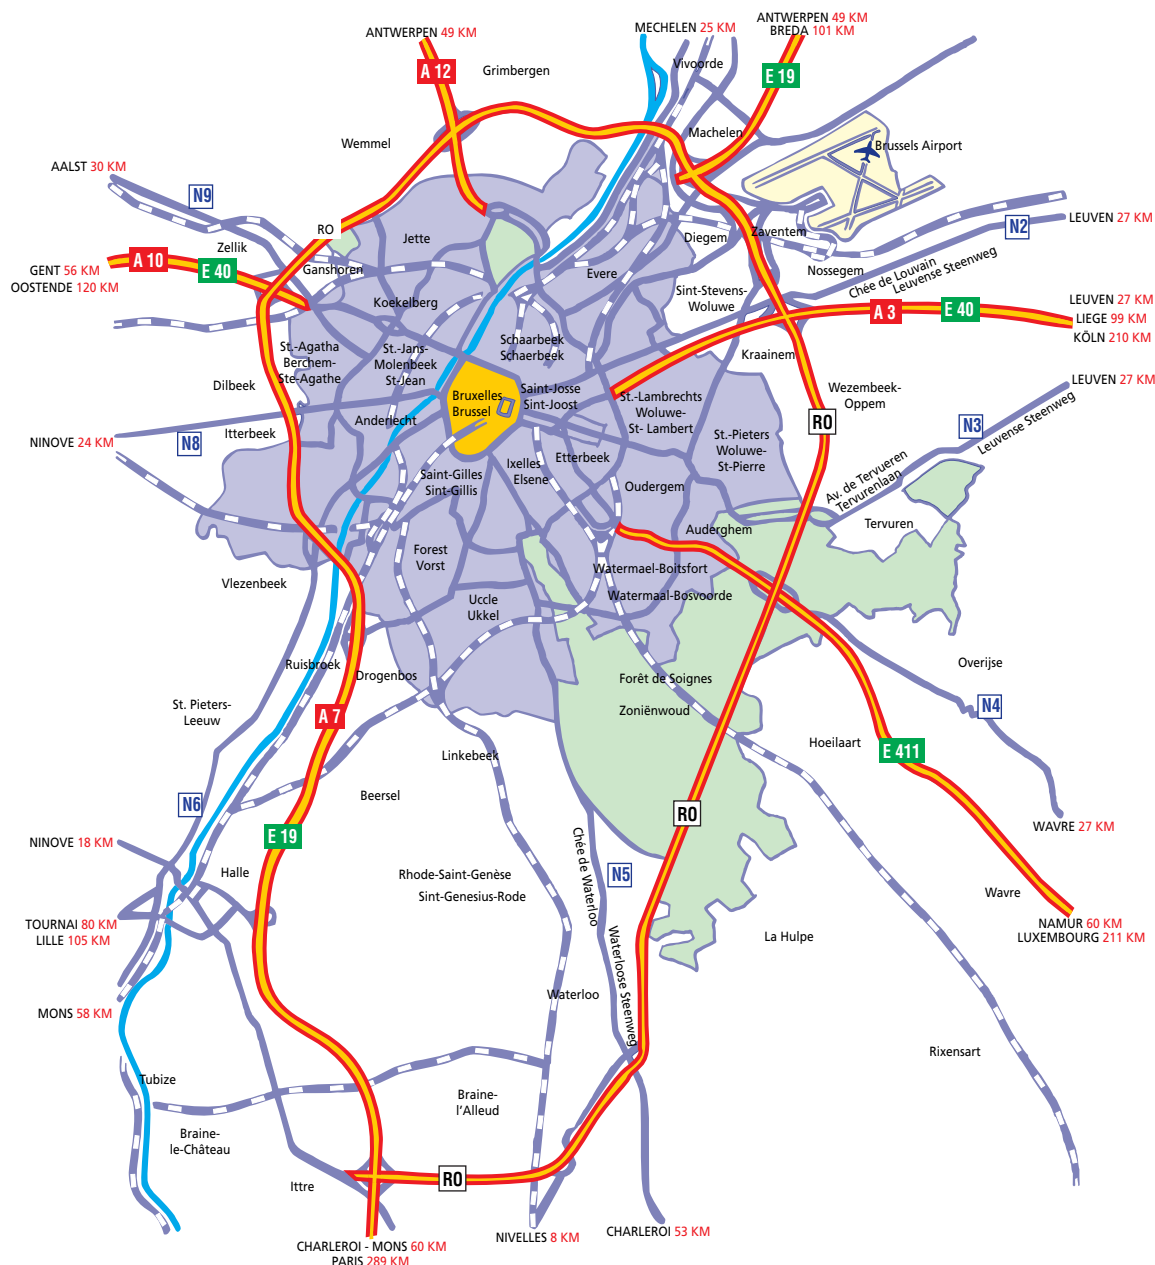 ANTWERPEN 49 KM
BREDA 101 KM
MECHELEN 25 KM
ANTWERPEN 49 KM
Vivoorde
A 12
Grimbergen
E 19
Machelen
Wemmel
Brussels Airport
AALST 30 KM
N9
LEUVEN 27 KM
N2
RO
Jette
Diegem
Zaventem
Zellik
Nossegem
Chée de Louvain
Leuvense Steenweg
A 10
E 40
GENT 56 KM
OOSTENDE 120 KM
Ganshoren
Evere
Koekelberg
Sint-Stevens-
Woluwe
LEUVEN 27 KM
LIEGE 99 KM
KÖLN 210 KM
A 3
E 40
Schaarbeek
Schaerbeek
St.-Agatha
Berchem-
Ste-Agathe
St.-Jans-
Molenbeek
St-Jean
Kraainem
Dilbeek
Bruxelles
Brussel
Saint-Josse
Sint-Joost
St.-Lambrechts
Woluwe-
St- Lambert
Wezembeek-
Oppem
LEUVEN 27 KM
N3
Leuvense Steenweg
RO
Anderlecht
Itterbeek
NINOVE 24 KM
N8
St.-Pieters
Woluwe-
St-Pierre
Etterbeek
Ixelles
Elsene
Saint-Gilles
Sint-Gillis
Av. de Tervueren
Tervurenlaan
Oudergem
Auderghem
Tervuren
Forest
Vorst
Vlezenbeek
Watermael-Boitsfort
Watermaal-Bosvoorde
Uccle
Ukkel
Ruisbroek
Drogenbos
Overijse
Forêt de Soignes
Zoniënwoud
St. Pieters-
Leeuw
A 7
N4
Hoeilaart
E 411
Linkebeek
Beersel
N6
RO
WAVRE 27 KM
E 19
NINOVE 18 KM
Halle
Chée de Waterloo
N5
Rhode-Saint-Genèse
Sint-Genesius-Rode
Wavre
TOURNAI 80 KM
LILLE 105 KM
NAMUR 60 KM
LUXEMBOURG 211 KM
La Hulpe
Waterloose Steenweg
Waterloo
MONS 58 KM
Rixensart
Tubize
Braine-
l'Alleud
Braine-
le-Château
Ittre
RO
NIVELLES 8 KM
CHARLEROI 53 KM
CHARLEROI - MONS 60 KM
PARIS 289 KM